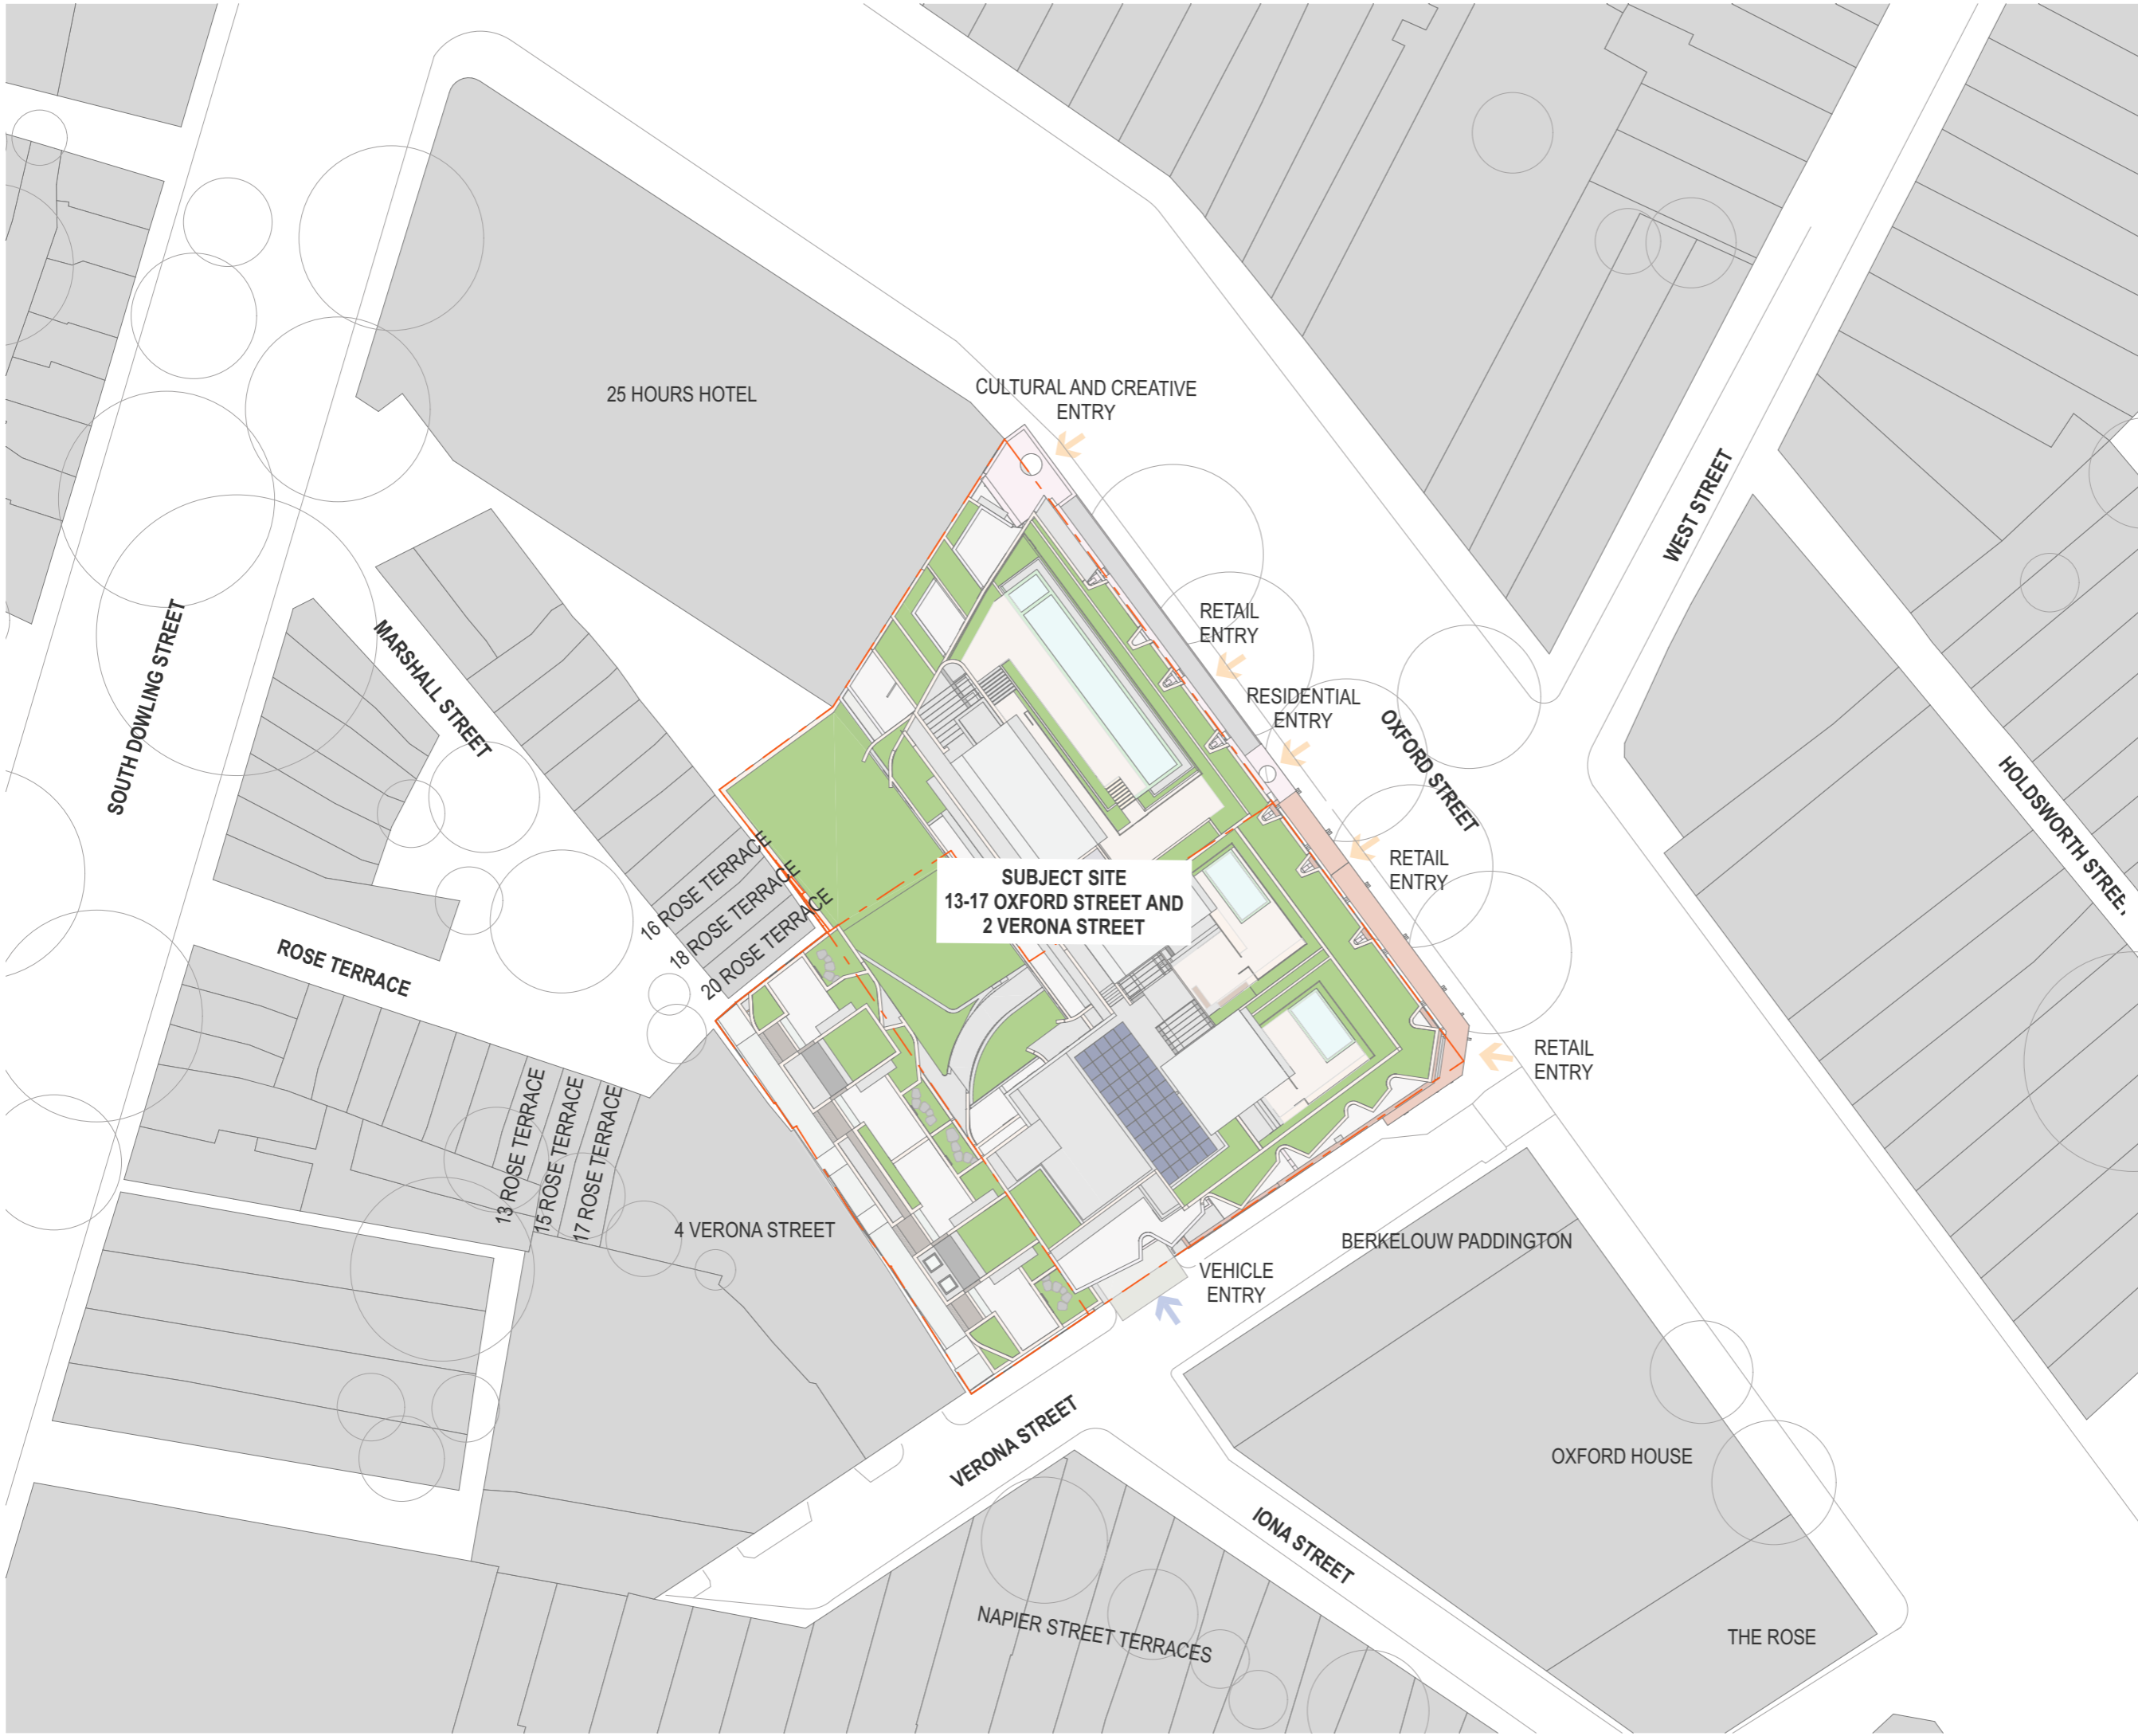 25 HOURS HOTEL
CULTURAL AND CREATIVE
ENTRY
WEST STREET
RETAIL
ENTRY
RESIDENTIAL
ENTRY
OXFORD STREET
HOLDSWORTH STREET
SOUTH DOWLING STREET
MARSHALL STREET
RETAIL
ENTRY
16 ROSE TERRACE
18 ROSE TERRACE
20 ROSE TERRACE
SUBJECT SITE
13-17 OXFORD STREET AND
2 VERONA STREET
ROSE TERRACE
RETAIL
ENTRY
13 ROSE TERRACE
15 ROSE TERRACE
17 ROSE TERRACE
4 VERONA STREET
BERKELOUW PADDINGTON
VEHICLE
ENTRY
VERONA STREET
OXFORD HOUSE
IONA STREET
NAPIER STREET TERRACES
THE ROSE